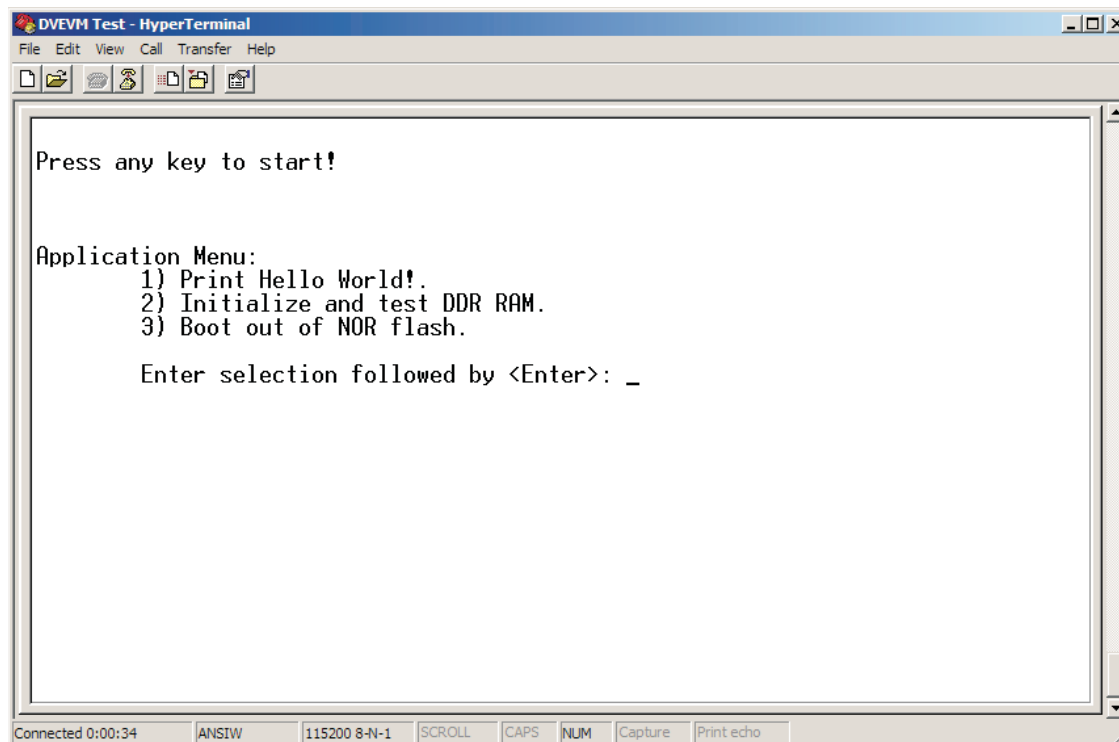 DVEVM Test - HyperTerminal
File Edit View Call Transfer Help
Press any key to start!
Application Menu:
1) Print Hello World!.
2) Initialize and test DDR RAM.
3) Boot out of NOR flash.
Enter selection followed by <Enter>: _
Connected 0:00:34 ANSIW 115200 8-N-1 SCROLL CAPS NUM Capture Print echo